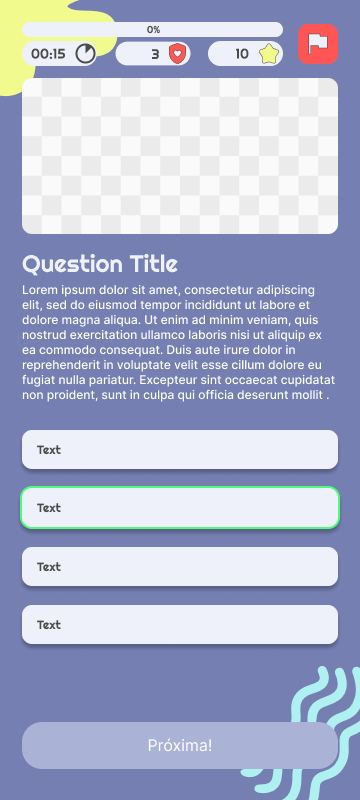 0%
00:15
3
10
Question Title
Lorem ipsum dolor sit amet, consectetur adipiscing
elit, sed do eiusmod tempor incididunt ut labore et
dolore magna aliqua. Ut enim ad minim veniam, quis
nostrud exercitation ullamco laboris nisi ut aliquip ex
ea commodo consequat. Duis aute irure dolor in
reprehenderit in voluptate velit esse cillum dolore eu
fugiat nulla pariatur. Excepteur sint occaecat cupidatat
non proident, sunt in culpa qui officia deserunt mollit .
Text
Text
Text
Text
Próxima!